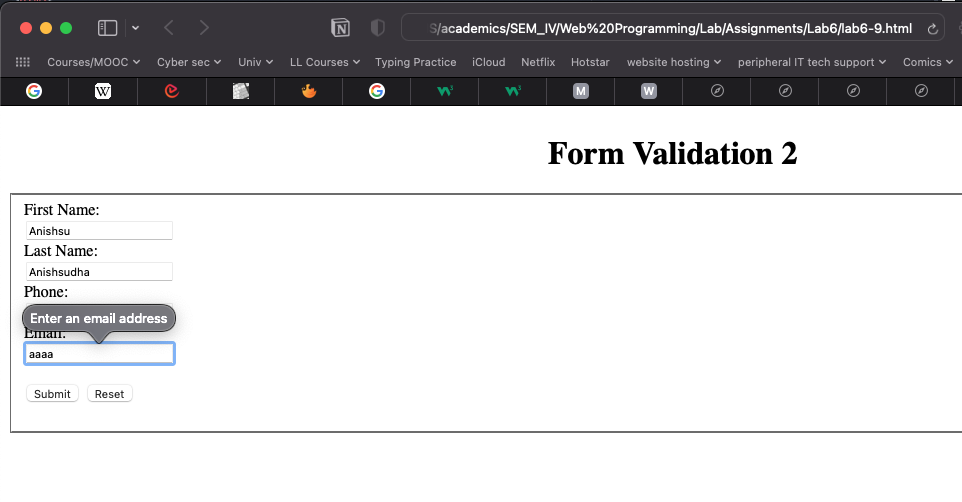 S/academics/SEM_IV/Web%20Programming/Lab/Assignments/Lab6/lab6-9.html
Courses/MOOC Cyber sec Univ LL Courses Typing Practice iCloud Netflix Hotstar website hosting peripheral IT tech support Comics
G W W3 W3 M W
Form Validation 2
First Name:
Anishsu
Last Name:
Anishsudha
Phone:
Enter an email address
Email:
aaaa
Submit Reset